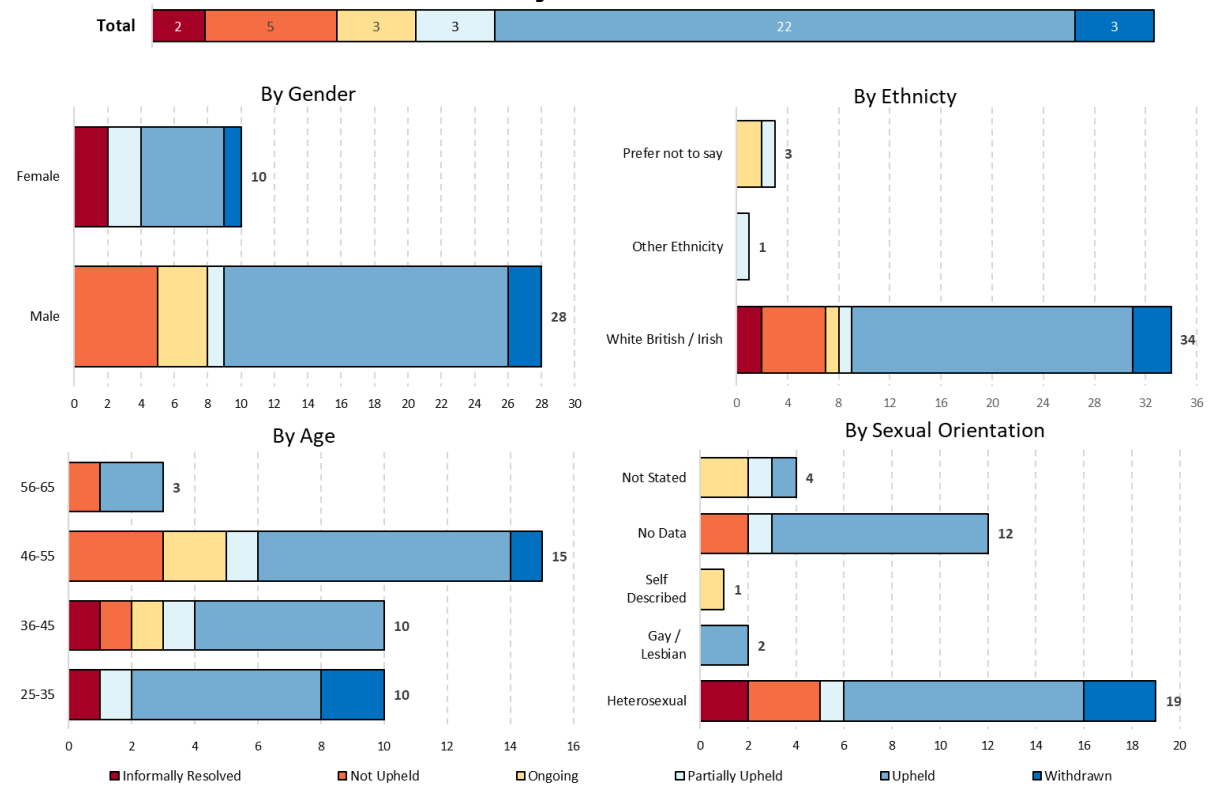 Total 2 5 3 3 22 3
By Gender
Female 10
Male 28
0 2 4 6 8 10 12 14 16 18 20 22 24 26 28 30
By Ethnicty
Prefer not to say 3
Other Ethnicity 1
White British / Irish 34
0 4 8 12 16 20 24 28 32 36
By Age
56-65 3
46-55 15
36-45 10
25-35 10
0 2 4 6 8 10 12 14 16
By Sexual Orientation
Not Stated 4
No Data 12
Self
Described 1
Gay /
Lesbian 2
Heterosexual 19
0 2 4 6 8 10 12 14 16 18 20
Informally Resolved Not Upheld Ongoing Partially Upheld Upheld Withdrawn